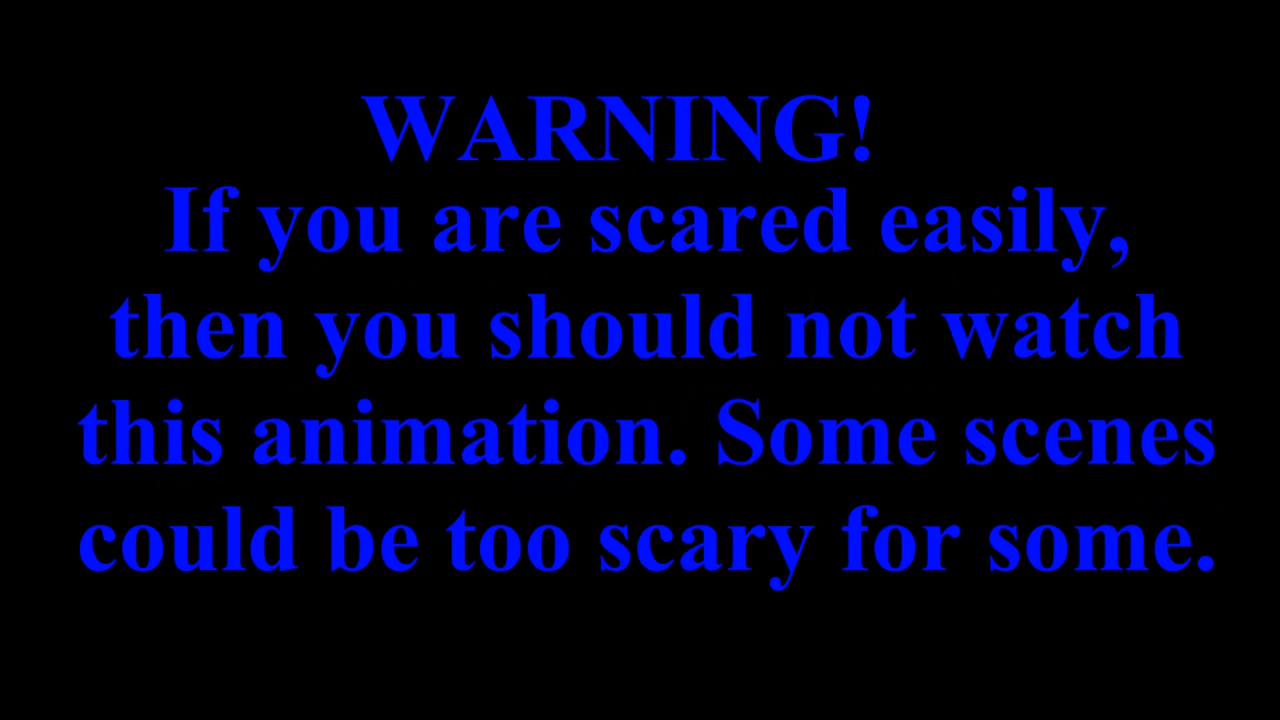 WARNING!
If you are scared easily,
then you should not watch
this animation. Some scenes
could be too scary for some.